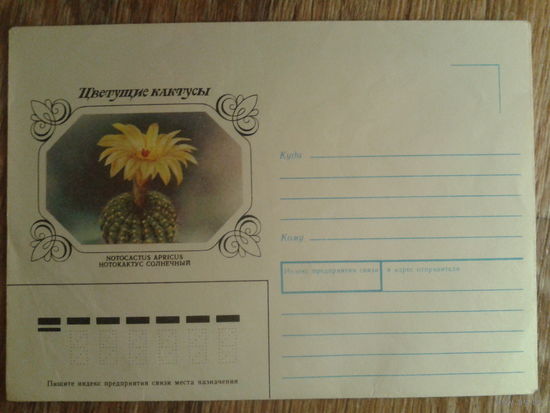 Цветущие кактусы
NOTOCACTUS APRICUS
НОТОКАКТУС СОЛНЕЧНЫЙ
Куда
Кому
Индекс предприятия связи и адрес отправителя
Пишите индекс предприятия связи места назначения